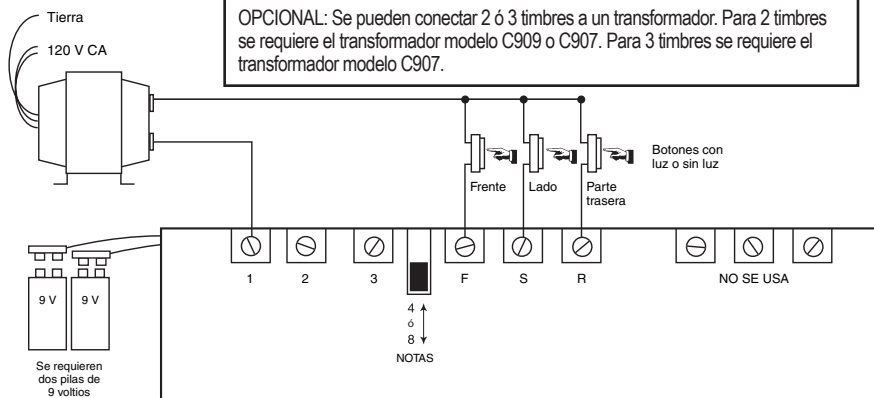 Tierra
120 V CA
OPCIONAL: Se pueden conectar 2 ó 3 timbres a un transformador. Para 2 timbres
se requiere el transformador modelo C909 o C907. Para 3 timbres se requiere el
transformador modelo C907.
Botones con
luz o sin luz
Frente
Lado
Parte
trasera
1
2
3
F
S
R
NO SE USA
4
ó
8
NOTAS
9 V
9 V
Se requieren
dos pilas de
9 voltios